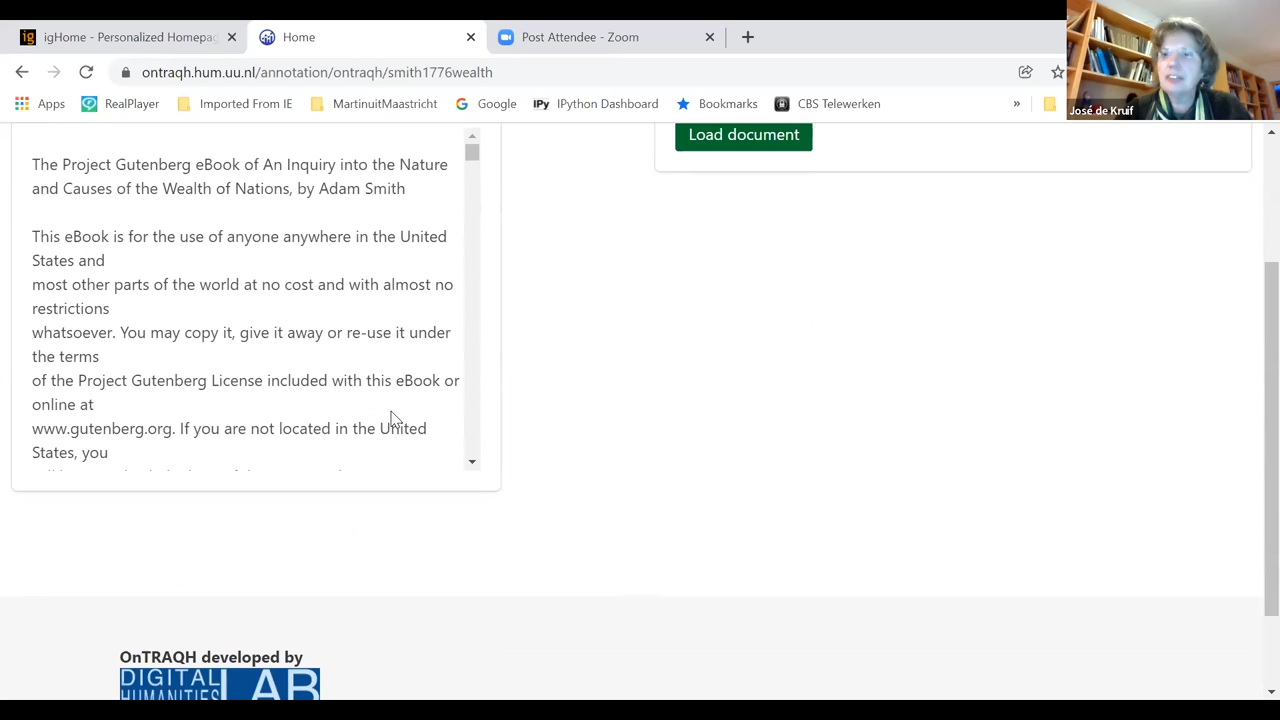 igHome - Personalized Homepag
Home
Post Attendee - Zoom
ontraqh.hum.uu.nl/annotation/ontraqh/smith1776wealth
José de Kruif
Apps
RealPlayer
Imported From IE
MartinuitMaastricht
Google
IPython Dashboard
Bookmarks
CBS Telewerken
»
Load document
The Project Gutenberg eBook of An Inquiry into the Nature
and Causes of the Wealth of Nations, by Adam Smith
This eBook is for the use of anyone anywhere in the United
States and
most other parts of the world at no cost and with almost no
restrictions
whatsoever. You may copy it, give it away or re-use it under
the terms
of the Project Gutenberg License included with this eBook or
online at
www.gutenberg.org. If you are not located in the United
States, you
OnTRAQH developed by
DIGITAL
HUMANITIES
LAB